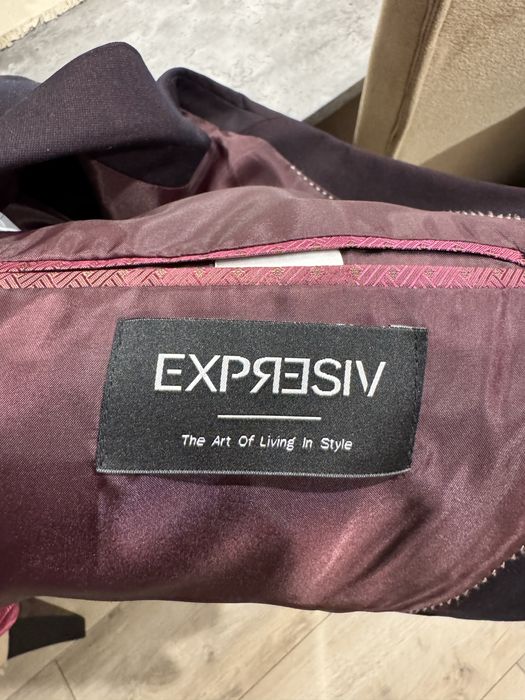 EXPRESIV
The Art Of Living In Style